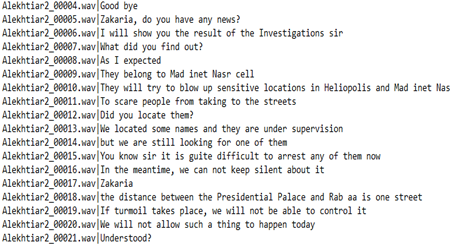 Alekhtiar2_00004.wav|Good bye
Alekhtiar2_00005.wav|Zakaria, do you have any news?
Alekhtiar2_00006.wav|I will show you the result of the Investigations sir
Alekhtiar2_00007.wav|What did you find out?
Alekhtiar2_00008.wav|As I expected
Alekhtiar2_00009.wav|They belong to Mad inet Nasr cell
Alekhtiar2_00010.wav|They will try to blow up sensitive locations in Heliopolis and Mad inet Nas
Alekhtiar2_00011.wav|To scare people from taking to the streets
Alekhtiar2_00012.wav|Did you locate them?
Alekhtiar2_00013.wav|We located some names and they are under supervision
Alekhtiar2_00014.wav|but we are still looking for one of them
Alekhtiar2_00015.wav|You know sir it is guite difficult to arrest any of them now
Alekhtiar2_00016.wav|In the meantime, we can not keep silent about it
Alekhtiar2_00017.wav|Zakaria
Alekhtiar2_00018.wav|the distance between the Presidential Palace and Rab aa is one street
Alekhtiar2_00019.wav|If turmoil takes place, we will not be able to control it
Alekhtiar2_00020.wav|We will not allow such a thing to happen today
Alekhtiar2_00021.wav|Understood?